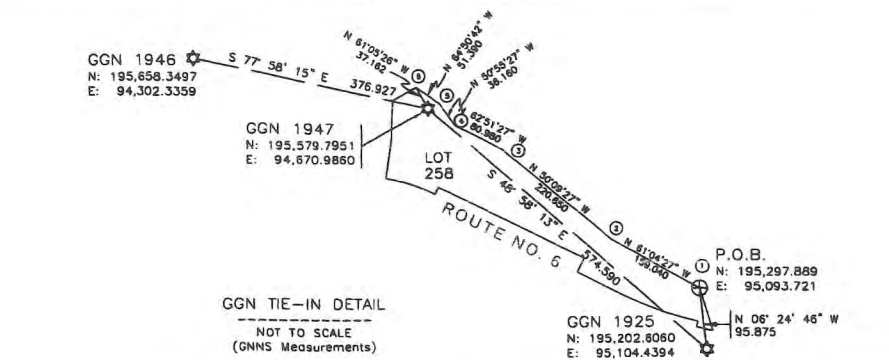 GGN 1946
N: 195,658.3497
E: 94,302.3359
S 77° 58' 15" E
376.927
N 61°05'26" W
37.162
6
N 64°50'42" W
51.390
5
N 50°55'27" W
36.160
4
62°51'27" W
80.980
3
GGN 1947
N: 195,579.7951
E: 94,670.9860
LOT
258
S 48° 58' 13" E
574.590
N 50°09'27" W
220.650
2
N 61°04'27" W
159.040
1
P.O.B.
N: 195,297.889
E: 95,093.721
ROUTE NO. 6
GGN TIE-IN DETAIL
NOT TO SCALE
(GNNS Measurements)
GGN 1925
N: 195,202.6060
E: 95,104.4394
N 06° 24' 46" W
95.875